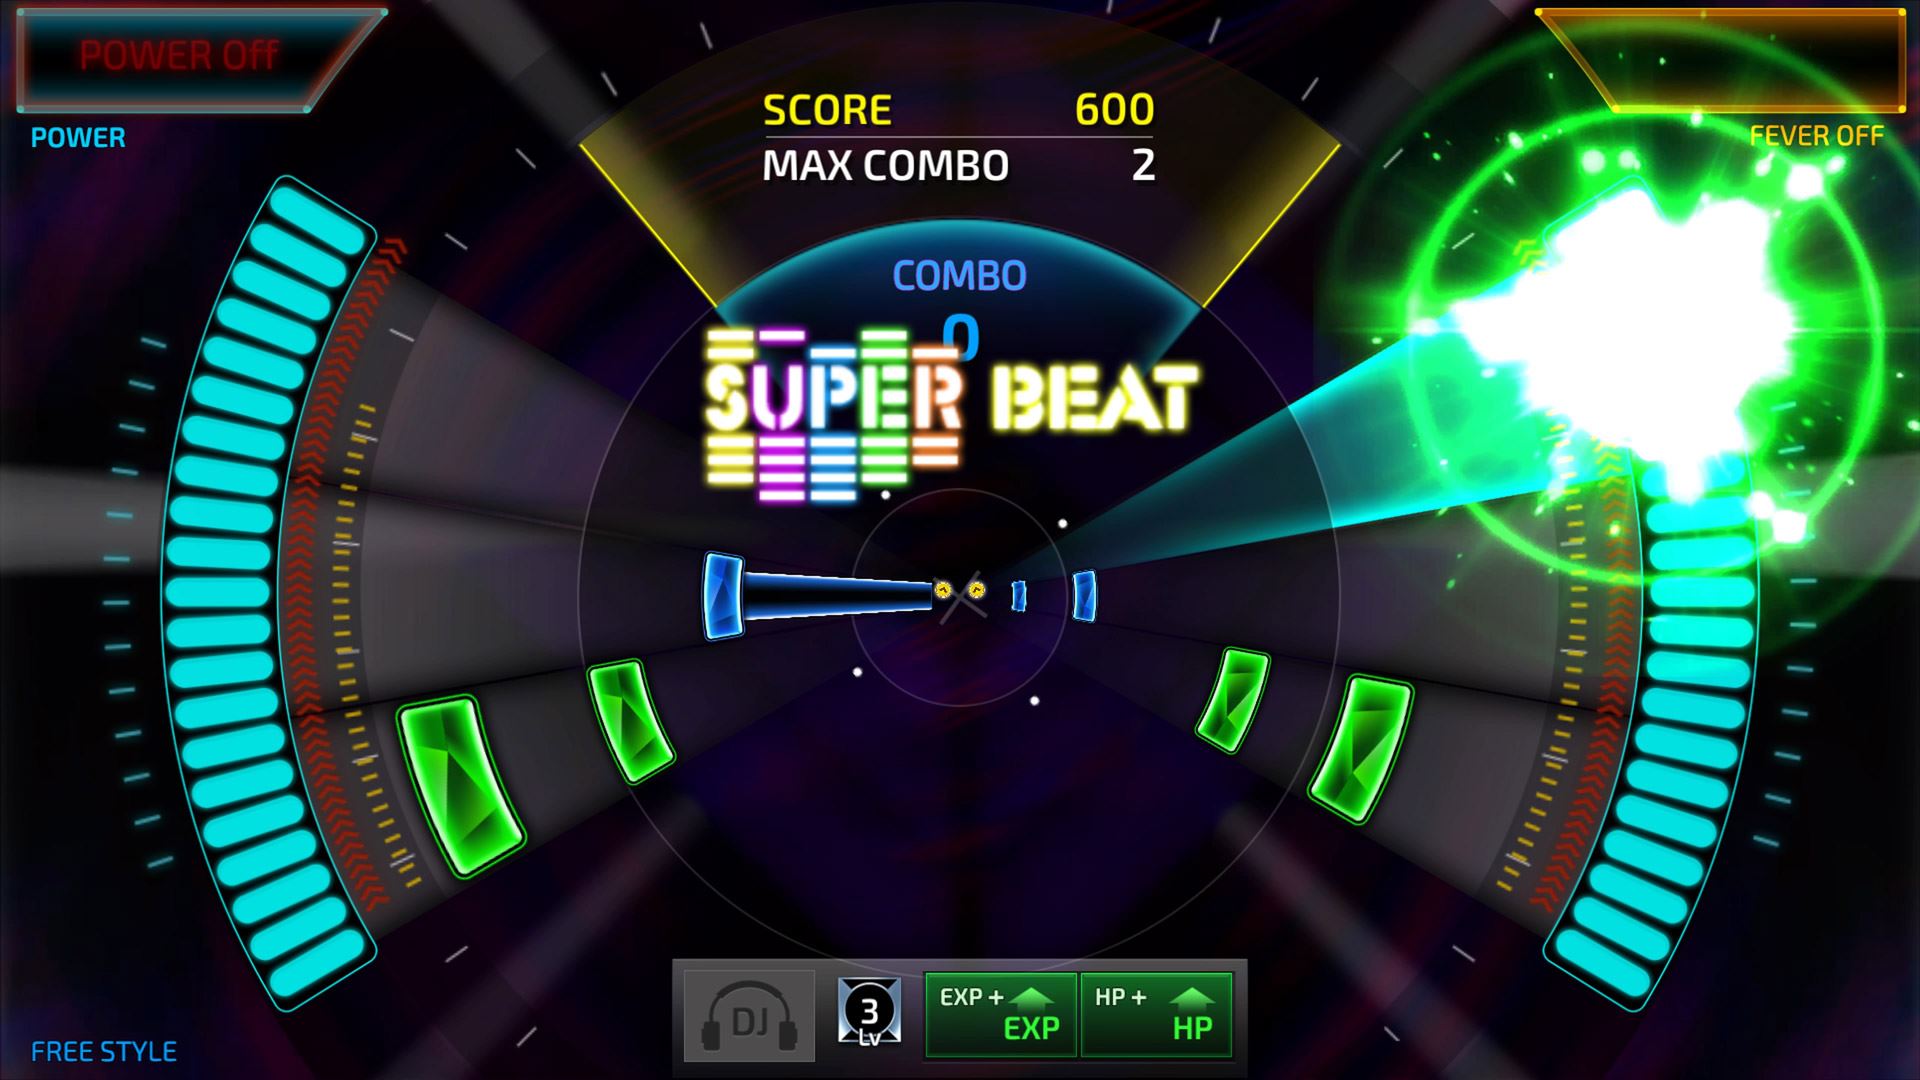 POWER Off
POWER
SCORE 600
MAX COMBO 2
FEVER OFF
COMBO
0
SUPER BEAT
DJ
3
Lv
EXP +
EXP
HP +
HP
FREE STYLE